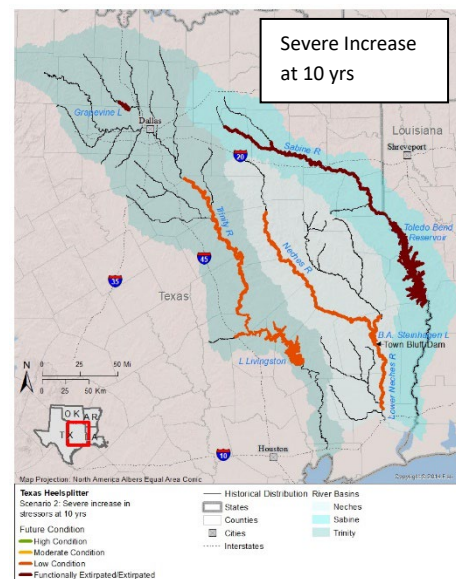 Severe Increase
at 10 yrs
Grapevine L
Dallas
Louisiana
Shreveport
20
Sabine R
Toledo Bend
Reservoir
Trinity R
Neches R
45
35
Texas
B.A. Steinhagen L
Town Bluff Dam
L Livingston
Lower Neches R
N
0 25 50 Mi
0 25 50 Km
OK AR
TX LA
10
Houston
Map Projection: North America Albers Equal Area Conic
Texas Heelsplitter
Scenario 2: Severe increase in
stressors at 10 yrs
Future Condition
High Condition
Moderate Condition
Low Condition
Functionally Extirpated/Extirpated
Historical Distribution
States
Counties
Cities
Interstates
River Basins
Neches
Sabine
Trinity